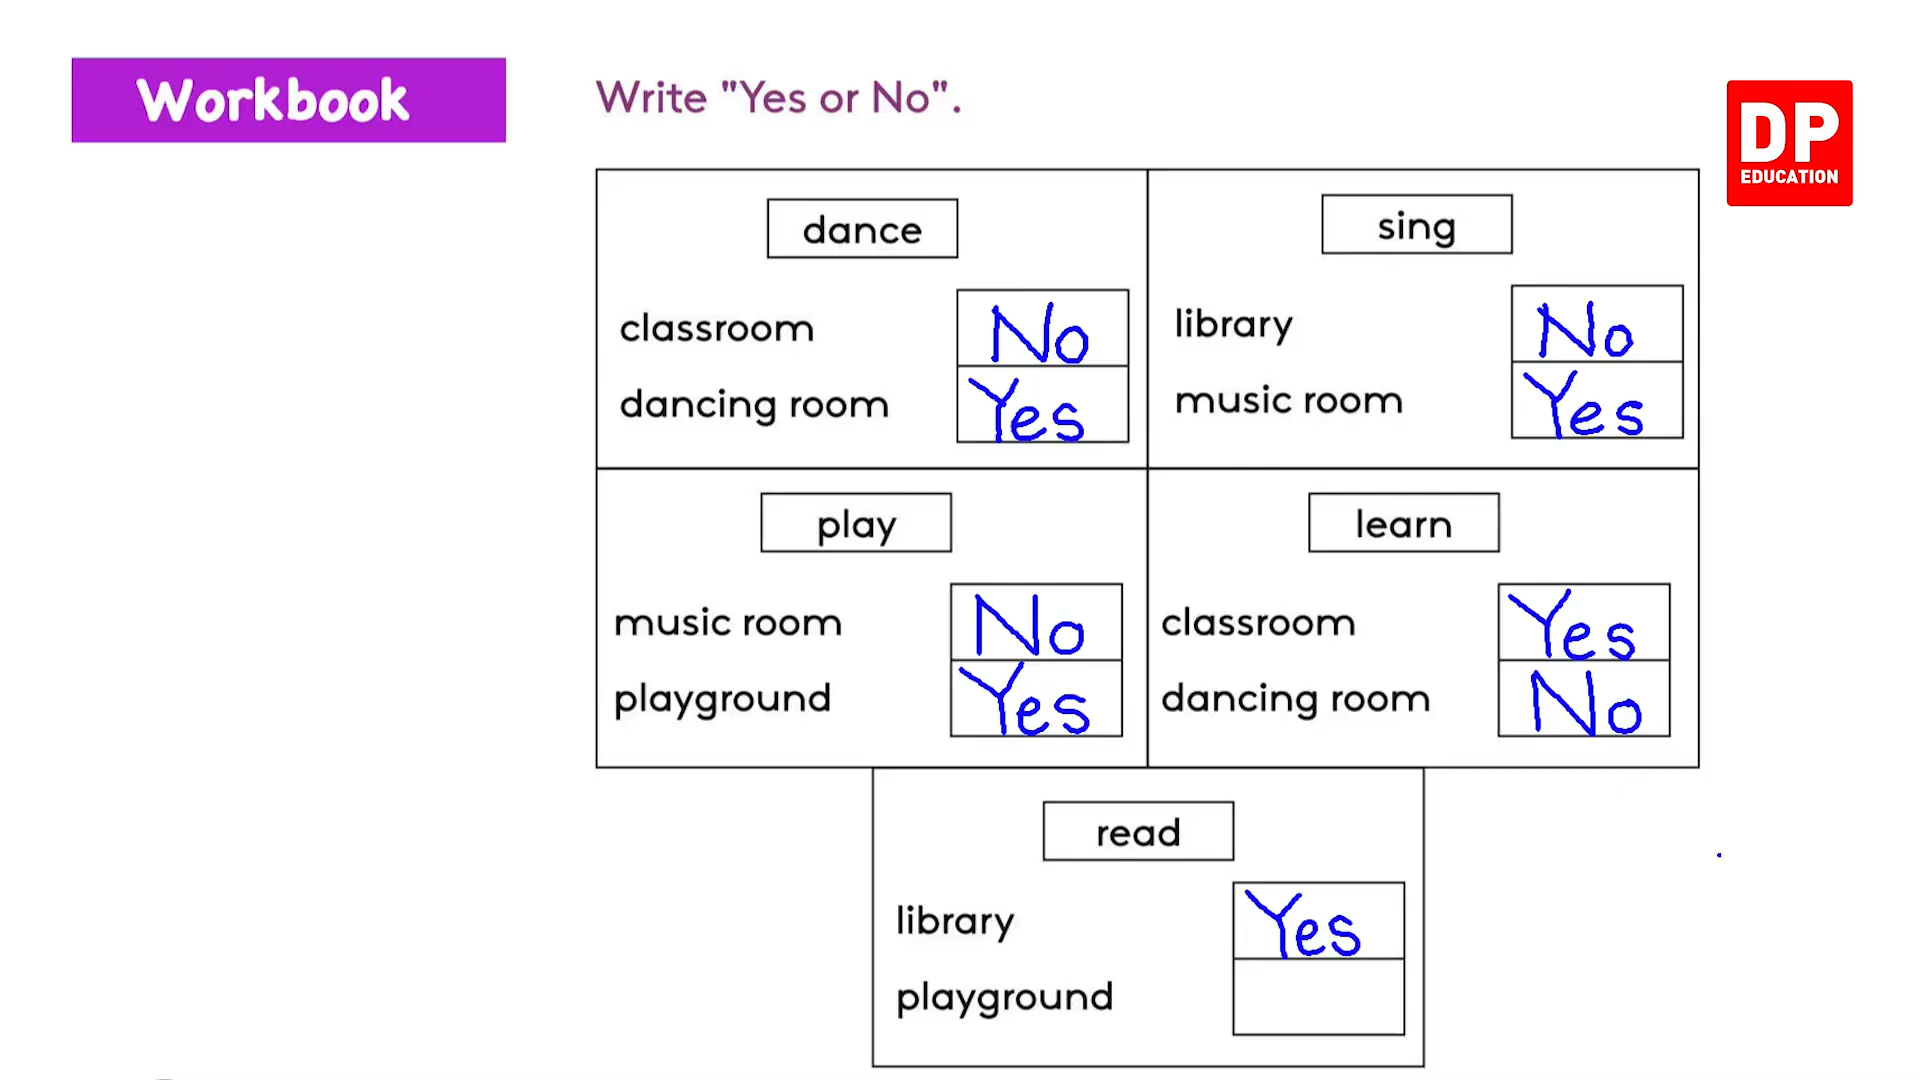 Workbook
Write "Yes or No".
DP
EDUCATION
dance
classroom No
dancing room Yes
sing
library No
music room Yes
play
music room No
playground Yes
learn
classroom Yes
dancing room No
read
library Yes
playground